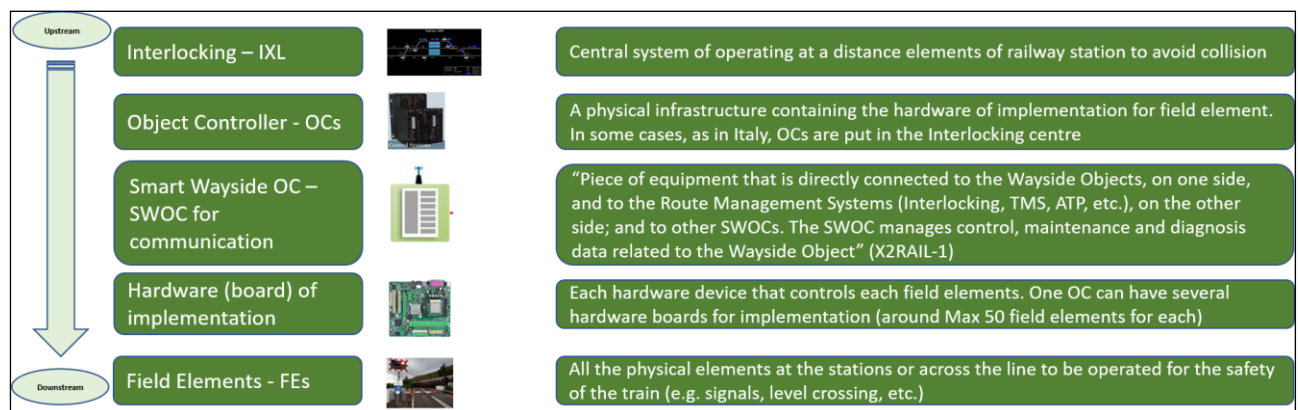 Upstream
Interlocking – IXL
Central system of operating at a distance elements of railway station to avoid collision
Object Controller - OCs
A physical infrastructure containing the hardware of implementation for field element.
In some cases, as in Italy, OCs are put in the Interlocking centre
Smart Wayside OC –
SWOC for
communication
“Piece of equipment that is directly connected to the Wayside Objects, on one side,
and to the Route Management Systems (Interlocking, TMS, ATP, etc.), on the other
side; and to other SWOCs. The SWOC manages control, maintenance and diagnosis
data related to the Wayside Object” (X2RAIL-1)
Hardware (board) of
implementation
Each hardware device that controls each field elements. One OC can have several
hardware boards for implementation (around Max 50 field elements for each)
Downstream
Field Elements - FEs
All the physical elements at the stations or across the line to be operated for the safety
of the train (e.g. signals, level crossing, etc.)